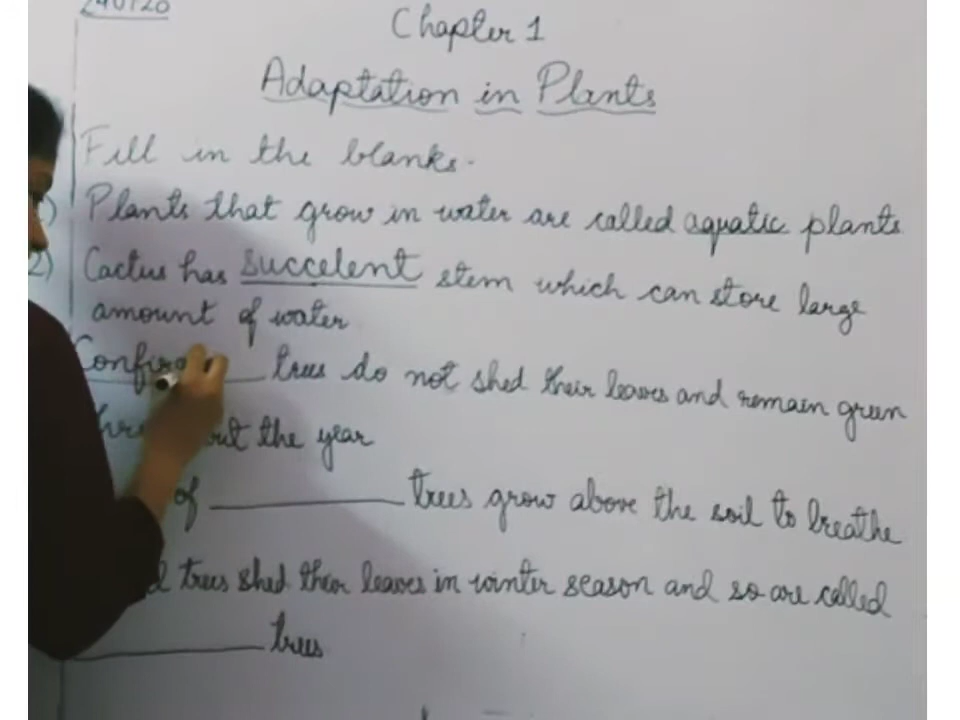 Chapter 1
Adaptation in Plants
Fill in the blanks.
Plants that grow in water are called aquatic plants
2) Cactus has succelent stem which can store large
amount of water
trees do not shed their leaves and remain green
the year
of __________ trees grow above the soil to breathe
trees shed their leaves in winter season and so are called
__________ trees